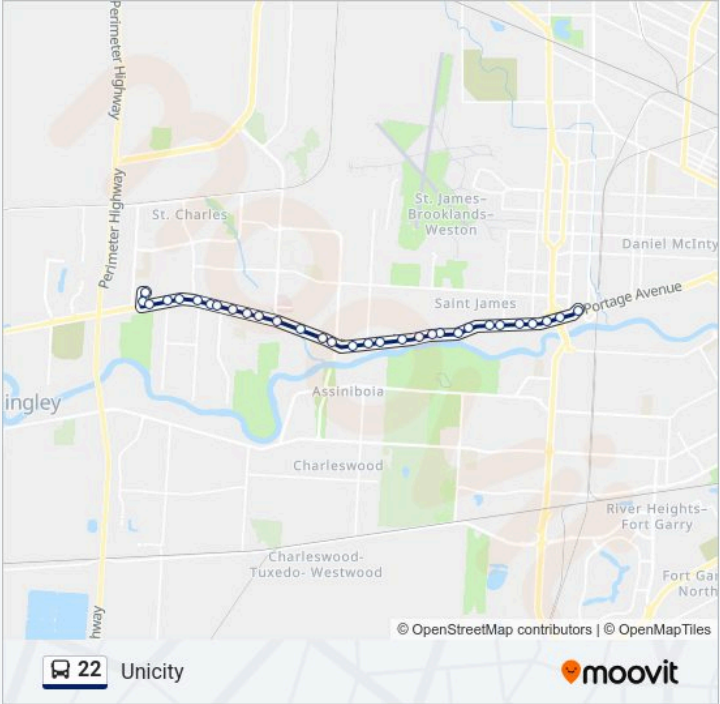 Perimeter Highway
Perimeter Highway
St. Charles
St. James–
Brooklands–
Weston
Daniel McInty
Saint James
Portage Avenue
ingley
Assiniboia
Charleswood
River Heights–
Fort Garry
Charleswood-
Tuxedo- Westwood
Fort Gar
North
hway
© OpenStreetMap contributors | © OpenMapTiles
22 Unicity
moovit